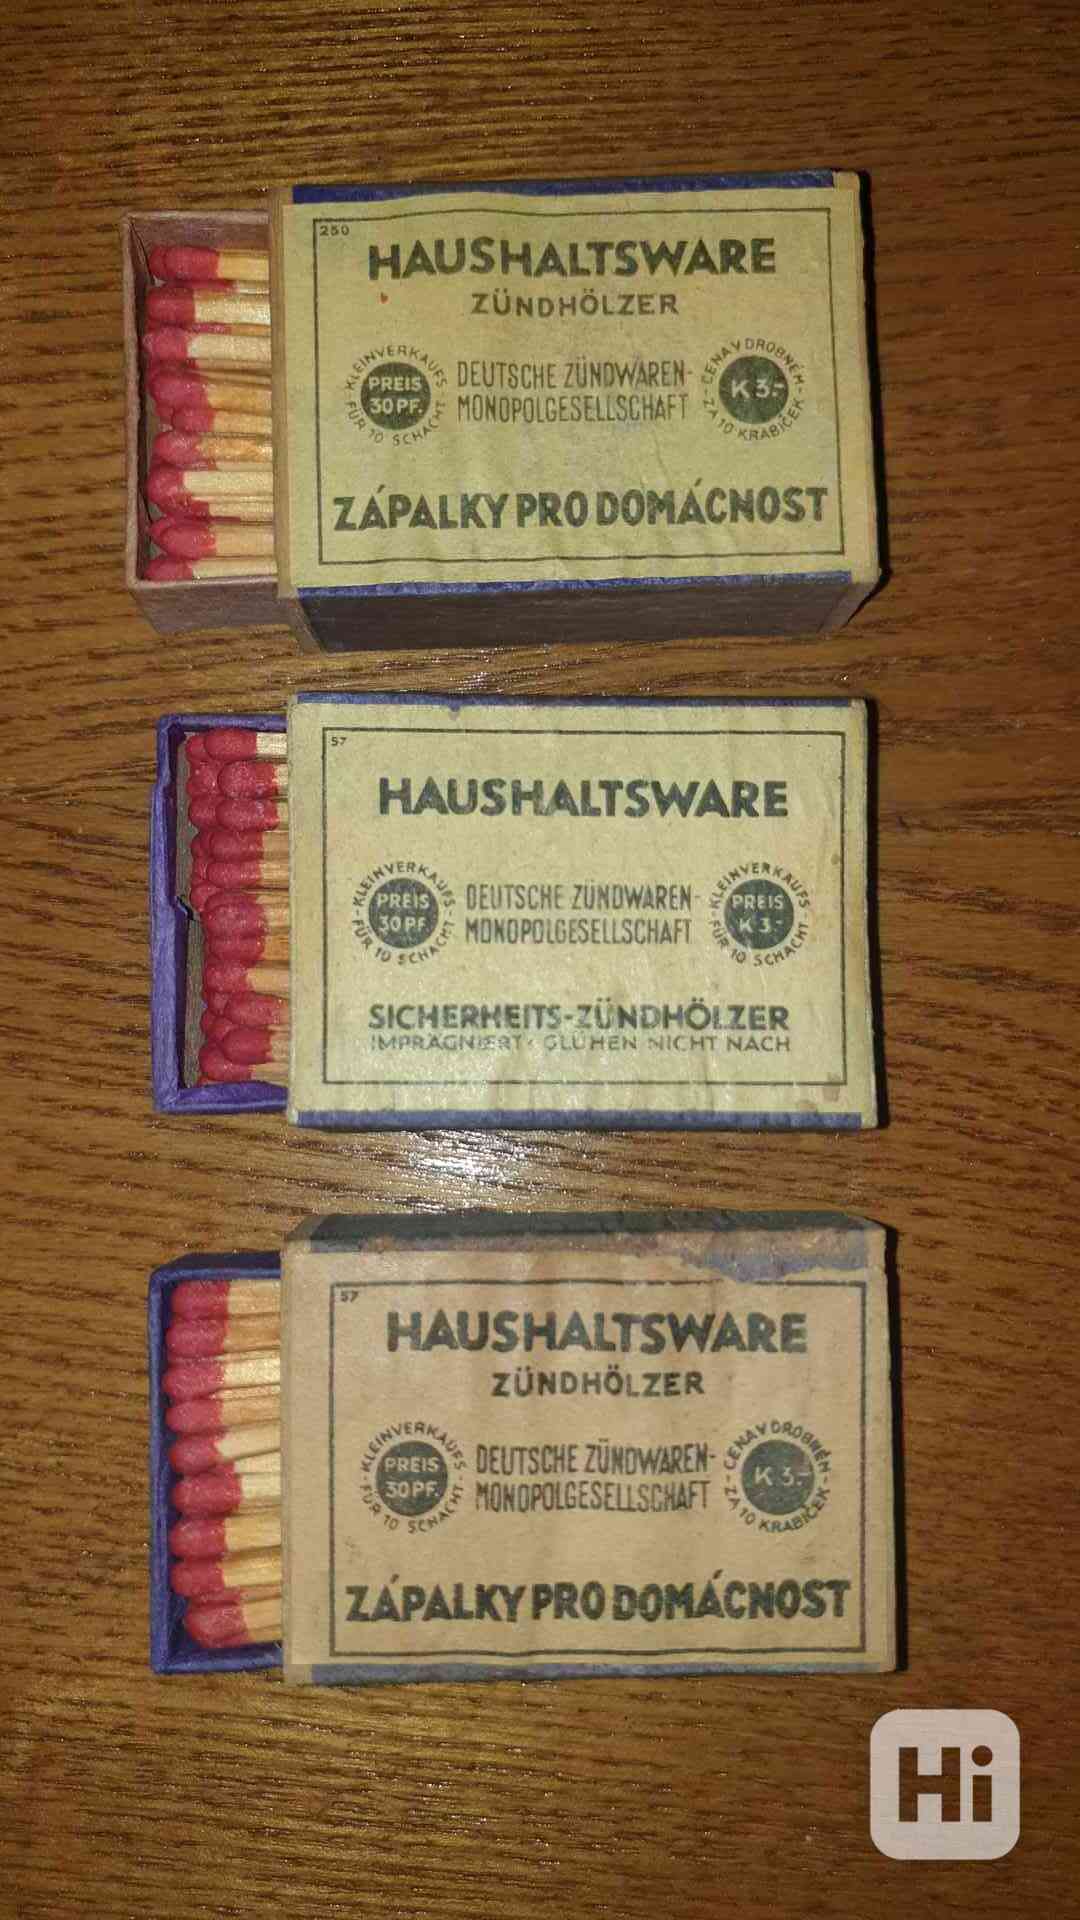 250
HAUSHALTSWARE
ZÜNDHÖLZER
KLEINVERKAUFS
PREIS
30 PF.
FÜR 10 SCHACHT.
DEUTSCHE ZÜNDWAREN-
MONOPOLGESELLSCHAFT
CENA V DROBNÉM
K 3.-
ZA 10 KRABIČEK
ZÁPALKY PRO DOMÁCNOST
57
HAUSHALTSWARE
KLEINVERKAUFS
PREIS
30 PF.
FÜR 10 SCHACHT.
DEUTSCHE ZÜNDWAREN-
MONOPOLGESELLSCHAFT
KLEINVERKAUFS
PREIS
K 3.-
FÜR 10 SCHACHT.
SICHERHEITS-ZÜNDHÖLZER
IMPRÄGNIERT · GLÜHEN NICHT NACH
57
HAUSHALTSWARE
ZÜNDHÖLZER
KLEINVERKAUFS
PREIS
30 PF.
FÜR 10 SCHACHT.
DEUTSCHE ZÜNDWAREN-
MONOPOLGESELLSCHAFT
CENA V DROBNÉM
K 3.-
ZA 10 KRABIČEK
ZÁPALKY PRO DOMÁCNOST
Hi